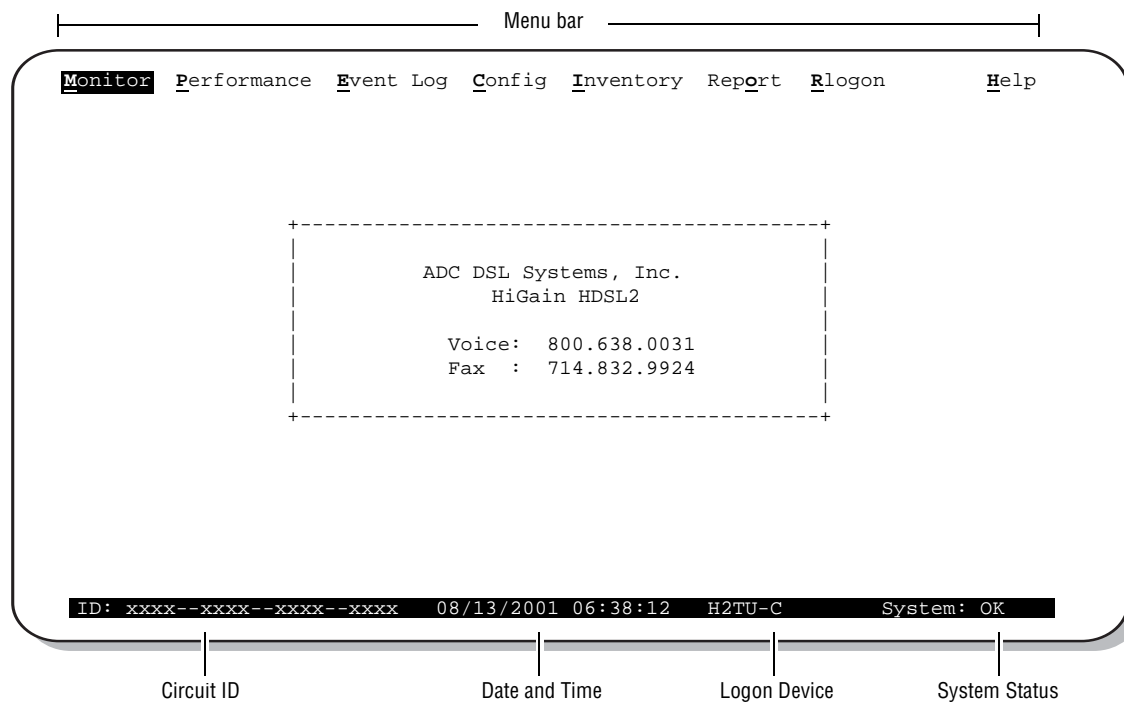 Menu bar
Monitor Performance Event Log Config Inventory Report Rlogon Help
ADC DSL Systems, Inc.
HiGain HDSL2
Voice: 800.638.0031
Fax : 714.832.9924
ID: xxxx--xxxx--xxxx--xxxx 08/13/2001 06:38:12 H2TU-C System: OK
Circuit ID Date and Time Logon Device System Status